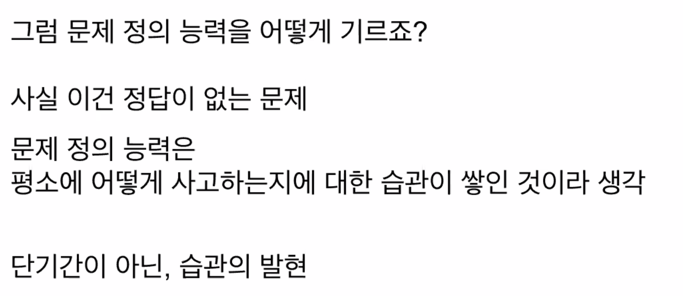 그럼 문제 정의 능력을 어떻게 기르죠?
사실 이건 정답이 없는 문제
문제 정의 능력은
평소에 어떻게 사고하는지에 대한 습관이 쌓인 것이라 생각
단기간이 아닌, 습관의 발현